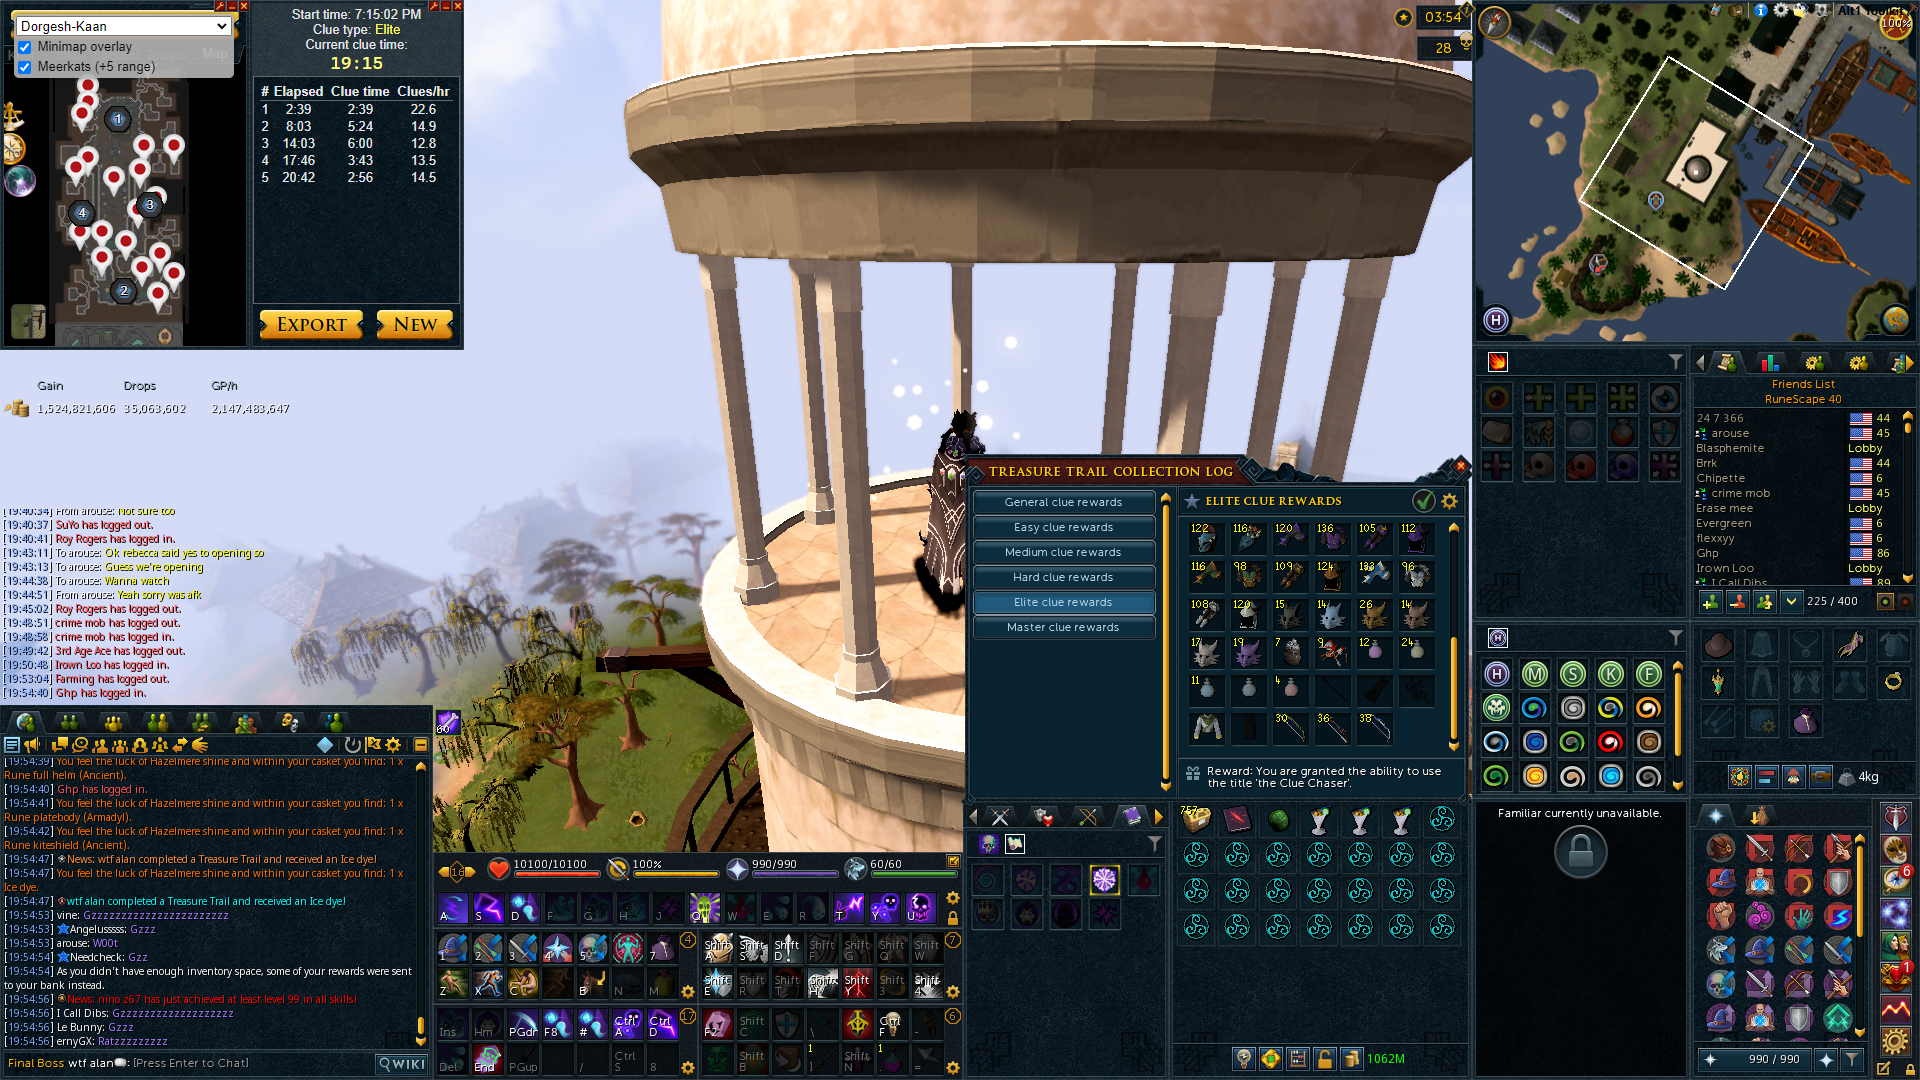 Dorgesh-Kaan
Minimap overlay
Meerkats (+5 range)
Start time: 7:15:02 PM
Clue type: Elite
Current clue time:
19:15
# Elapsed Clue time Clues/hr
1 2:39 2:39 22.6
2 8:03 5:24 14.9
3 14:03 6:00 12.8
4 17:46 3:43 13.5
5 20:42 2:56 14.5
EXPORT NEW
Gain Drops GP/h
1,524,821,606 35,063,602 2,147,483,647
[19:40:34] From arouse: Not sure too
[19:40:37] SuYo has logged out.
[19:40:41] Roy Rogers has logged in.
[19:43:11] To arouse: Ok rebecca said yes to opening so
[19:43:13] To arouse: Guess we're opening
[19:44:38] To arouse: Wanna watch
[19:44:51] From arouse: Yeah sorry was afk
[19:45:02] Roy Rogers has logged out.
[19:48:51] crime mob has logged out.
[19:48:58] crime mob has logged in.
[19:49:42] 3rd Age Ace has logged out.
[19:50:48] Irown Loo has logged in.
[19:53:04] Farming has logged out.
[19:54:40] Ghp has logged in.
[19:54:39] You feel the luck of Hazelmere shine and within your casket you find: 1 x
Rune full helm (Ancient).
[19:54:40] Ghp has logged in.
[19:54:41] You feel the luck of Hazelmere shine and within your casket you find: 1 x
Rune platebody (Armadyl).
[19:54:42] You feel the luck of Hazelmere shine and within your casket you find: 1 x
Rune kiteshield (Ancient).
[19:54:47] News: wtf alan completed a Treasure Trail and received an Ice dye!
[19:54:47] You feel the luck of Hazelmere shine and within your casket you find: 1 x
Ice dye.
[19:54:47] wtf alan completed a Treasure Trail and received an Ice dye!
[19:54:53] vine: Gzzzzzzzzzzzzzzzzzzzzzzzz
[19:54:53] Angelusssss: Gzzz
[19:54:53] arouse: W00t
[19:54:54] Needcheck: Gzz
[19:54:54] As you didn't have enough inventory space, some of your rewards were sent
to your bank instead.
[19:54:56] News: nino z67 has just achieved at least level 99 in all skills!
[19:54:56] I Call Dibs: Gzzzzzzzzzzzzzzzzzzz
[19:54:56] Le Bunny: Gzzz
[19:54:56] ernyGX: Ratzzzzzzzzz
Final Boss wtf alan: [Press Enter to Chat]
WIKI
03:54
28
Alt1 Toolkit
100%
TREASURE TRAIL COLLECTION LOG
General clue rewards
Easy clue rewards
Medium clue rewards
Hard clue rewards
Elite clue rewards
Master clue rewards
ELITE CLUE REWARDS
122 116 120 136 105 112
116 98 109 124 133 96
108 120 15 14 26 14
17 19 7 9 12 24
11 4
30 36 38
Reward: You are granted the ability to use
the title 'the Clue Chaser'.
Friends List
RuneScape 40
24 7 366 44
arouse 45
Blasphemite Lobby
Brrk 44
Chipette 6
crime mob 45
Erase mee Lobby
Evergreen 6
flexxyy 6
Ghp 86
Irown Loo Lobby
I Call Dibs 89
225 / 400
4kg
Familiar currently unavailable.
990 / 990
10100/10100 100% 990/990 60/60
757
1062M